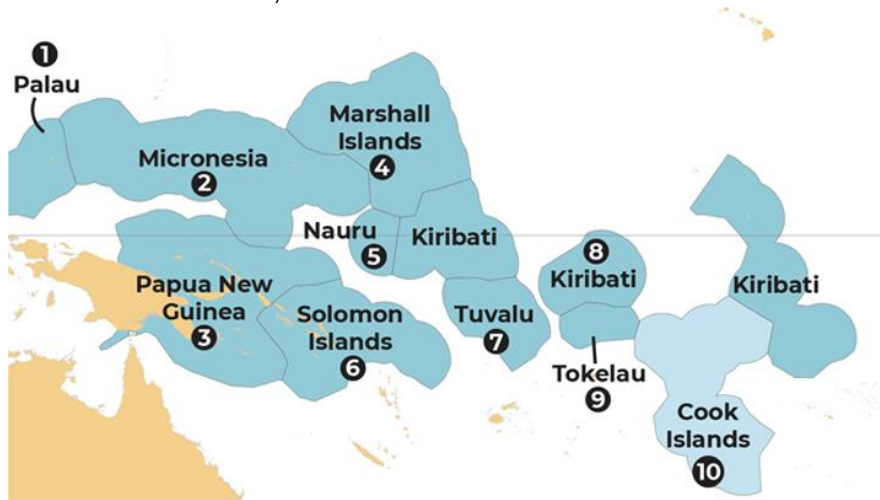 1
Palau
Micronesia
2
Marshall
Islands
4
Nauru
5
Kiribati
8
Kiribati
Kiribati
Papua New
Guinea
3
Solomon
Islands
6
Tuvalu
7
Tokelau
9
Cook
Islands
10